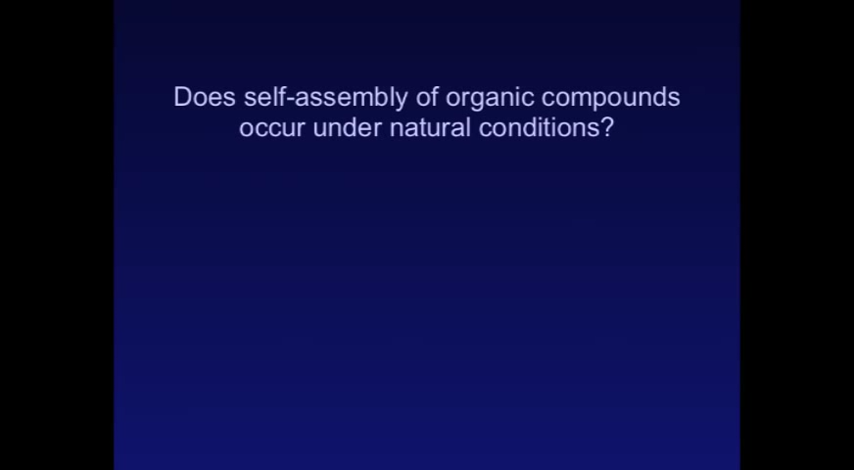 Does self-assembly of organic compounds
occur under natural conditions?